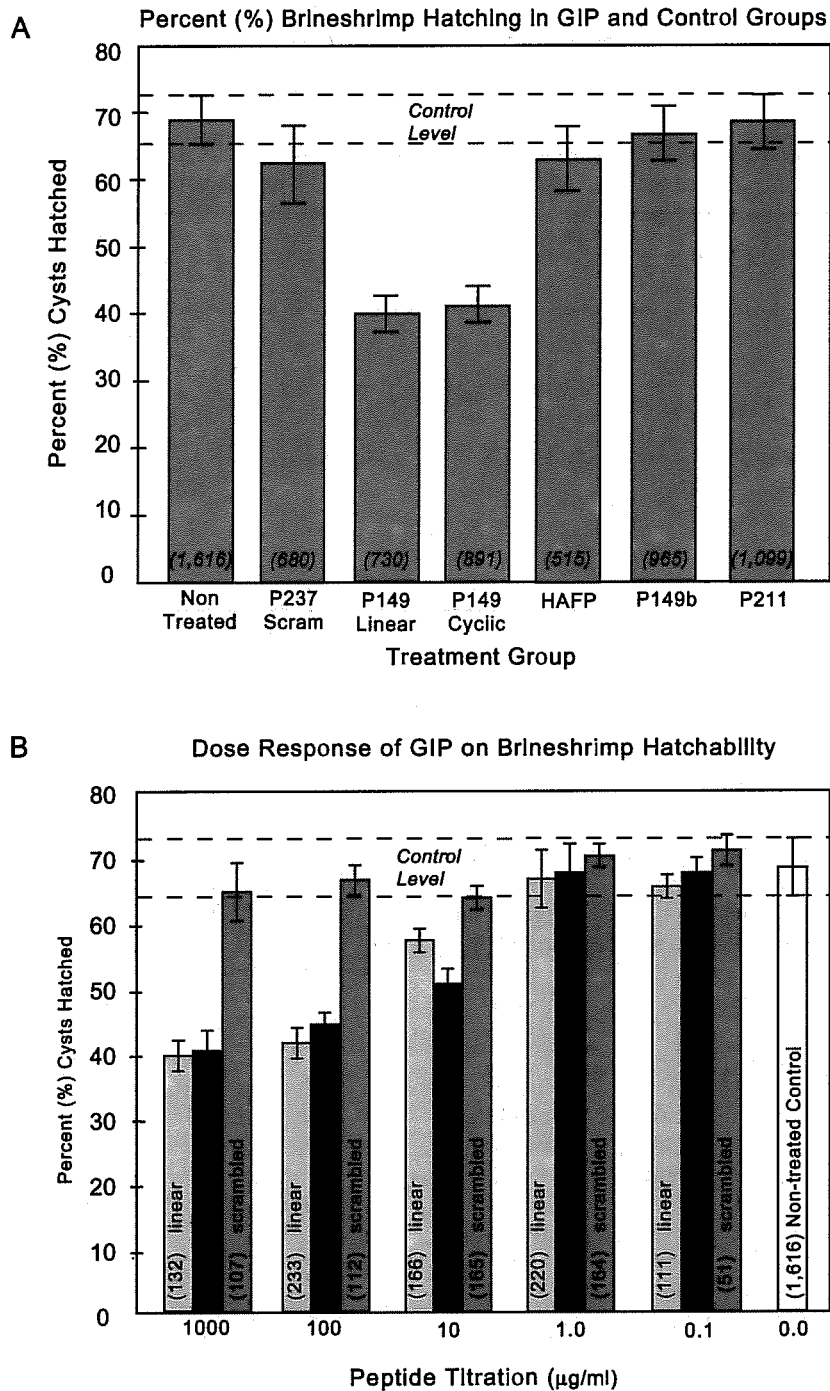 A
Percent (%) Brineshrimp Hatching in GIP and Control Groups
Percent (%) Cysts Hatched
80
70
60
50
40
30
20
10
0
Control
Level
(1,616)
(680)
(730)
(891)
(515)
(965)
(1,099)
Non
Treated
P237
Scram
P149
Linear
P149
Cyclic
HAFP
P149b
P211
Treatment Group
B
Dose Response of GIP on Brineshrimp Hatchability
Percent (%) Cysts Hatched
80
70
60
50
40
30
20
10
0
Control
Level
(132) linear
(107) scrambled
(233) linear
(112) scrambled
(166) linear
(165) scrambled
(220) linear
(164) scrambled
(111) linear
(51) scrambled
(1,616) Non-treated Control
1000
100
10
1.0
0.1
0.0
Peptide Titration (μg/ml)